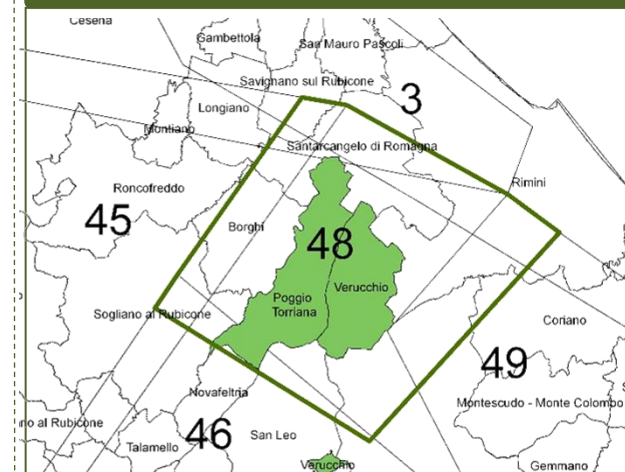 Cesena
Gambettola
San Mauro Pascoli
Savignano sul Rubicone
3
Longiano
Montiano
Santarcangelo di Romagna
Roncofreddo
Rimini
45
Borghi
48
Verucchio
Poggio
Torriana
Sogliano al Rubicone
Coriano
49
Novafeltria
Montescudo - Monte Colombo
no al Rubicone
46
San Leo
Talamello
Verucchio
Gemmano